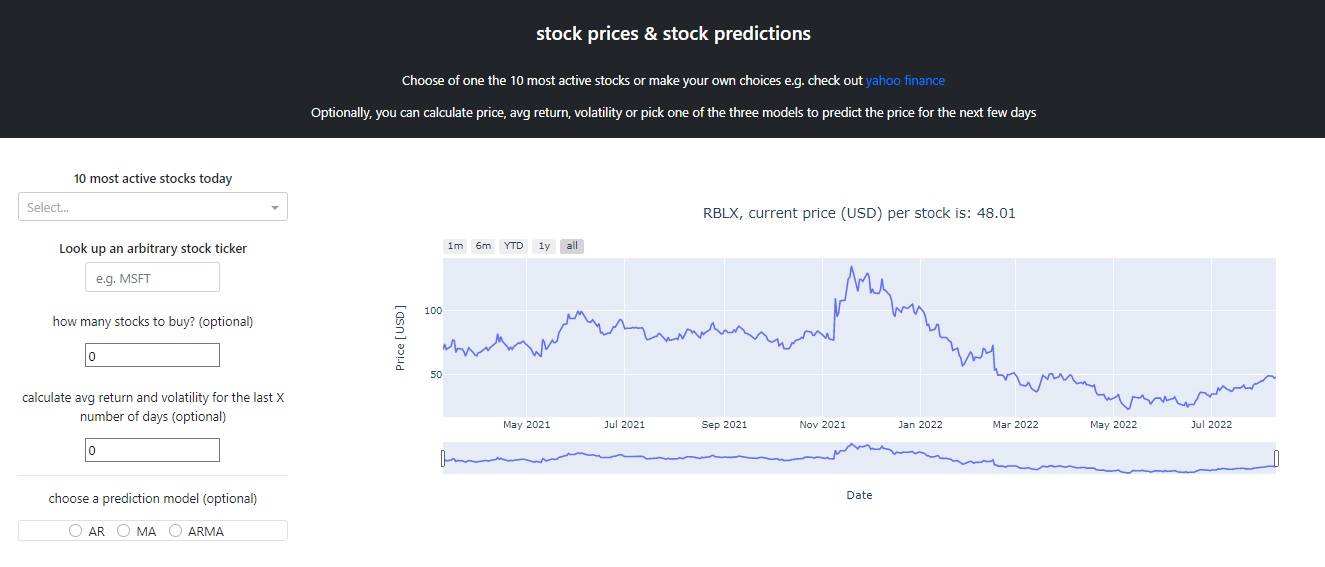 stock prices & stock predictions
Choose of one the 10 most active stocks or make your own choices e.g. check out yahoo finance
Optionally, you can calculate price, avg return, volatility or pick one of the three models to predict the price for the next few days
10 most active stocks today
Select...
Look up an arbitrary stock ticker
e.g. MSFT
how many stocks to buy? (optional)
0
calculate avg return and volatility for the last X
number of days (optional)
0
choose a prediction model (optional)
AR MA ARMA
RBLX, current price (USD) per stock is: 48.01
1m 6m YTD 1y all
Price [USD]
100
50
May 2021 Jul 2021 Sep 2021 Nov 2021 Jan 2022 Mar 2022 May 2022 Jul 2022
Date